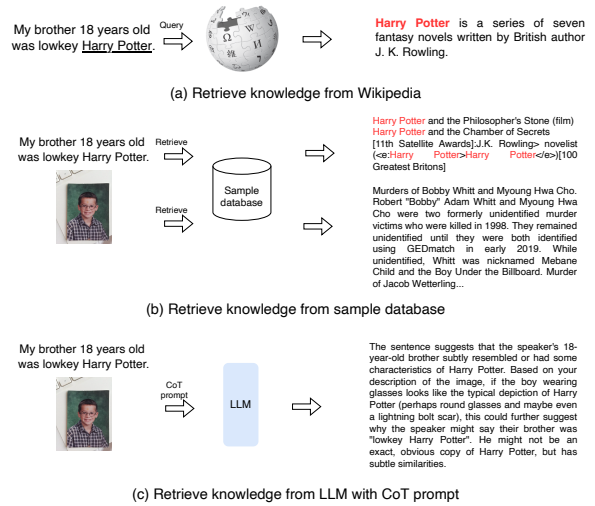 My brother 18 years old
was lowkey Harry Potter.
Query
Harry Potter is a series of seven
fantasy novels written by British author
J. K. Rowling.
(a) Retrieve knowledge from Wikipedia
My brother 18 years old
was lowkey Harry Potter.
Retrieve
Retrieve
Sample
database
Harry Potter and the Philosopher's Stone (film)
Harry Potter and the Chamber of Secrets
[11th Satellite Awards]:J.K. Rowling> novelist
(<e:Harry Potter>Harry Potter</e>)[100
Greatest Britons]
Murders of Bobby Whitt and Myoung Hwa Cho.
Robert "Bobby" Adam Whitt and Myoung Hwa
Cho were two formerly unidentified murder
victims who were killed in 1998. They remained
unidentified until they were both identified
using GEDmatch in early 2019. While
unidentified, Whitt was nicknamed Mebane
Child and the Boy Under the Billboard. Murder
of Jacob Wetterling...
(b) Retrieve knowledge from sample database
My brother 18 years old
was lowkey Harry Potter.
CoT
prompt
LLM
The sentence suggests that the speaker's 18-
year-old brother subtly resembled or had some
characteristics of Harry Potter. Based on your
description of the image, if the boy wearing
glasses looks like the typical depiction of Harry
Potter (perhaps round glasses and maybe even
a lightning bolt scar), this could further suggest
why the speaker might say their brother was
"lowkey Harry Potter". He might not be an
exact, obvious copy of Harry Potter, but has
subtle similarities.
(c) Retrieve knowledge from LLM with CoT prompt